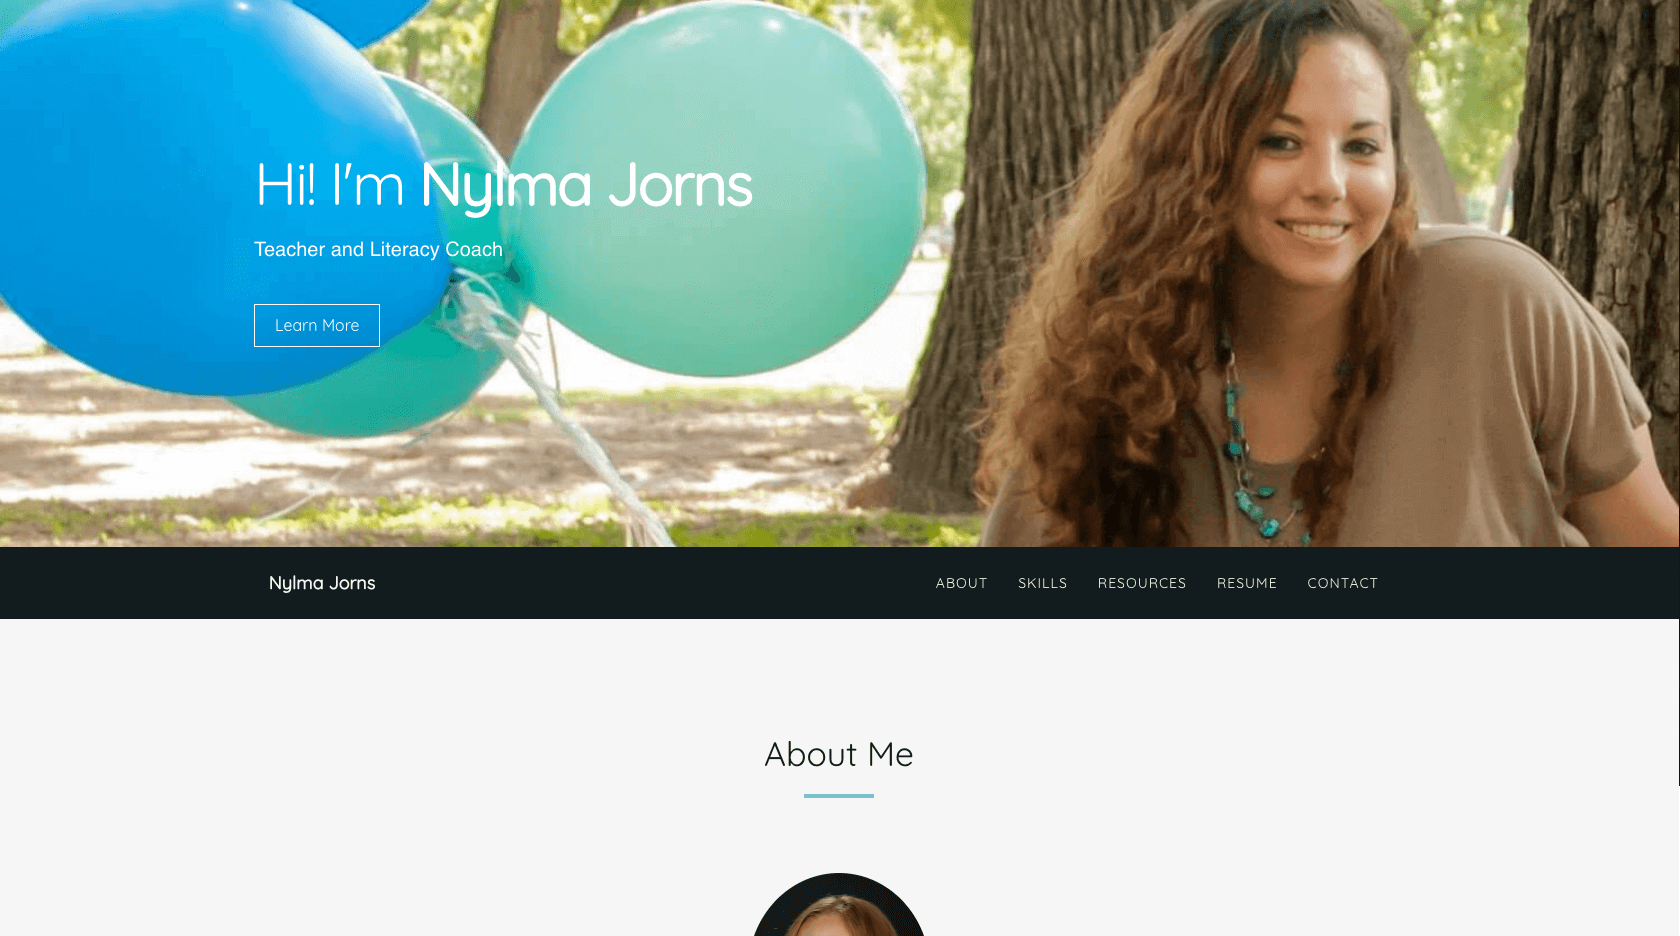 Hi! I'm Nylma Jorns
Teacher and Literacy Coach
Learn More
Nylma Jorns
ABOUT SKILLS RESOURCES RESUME CONTACT
About Me